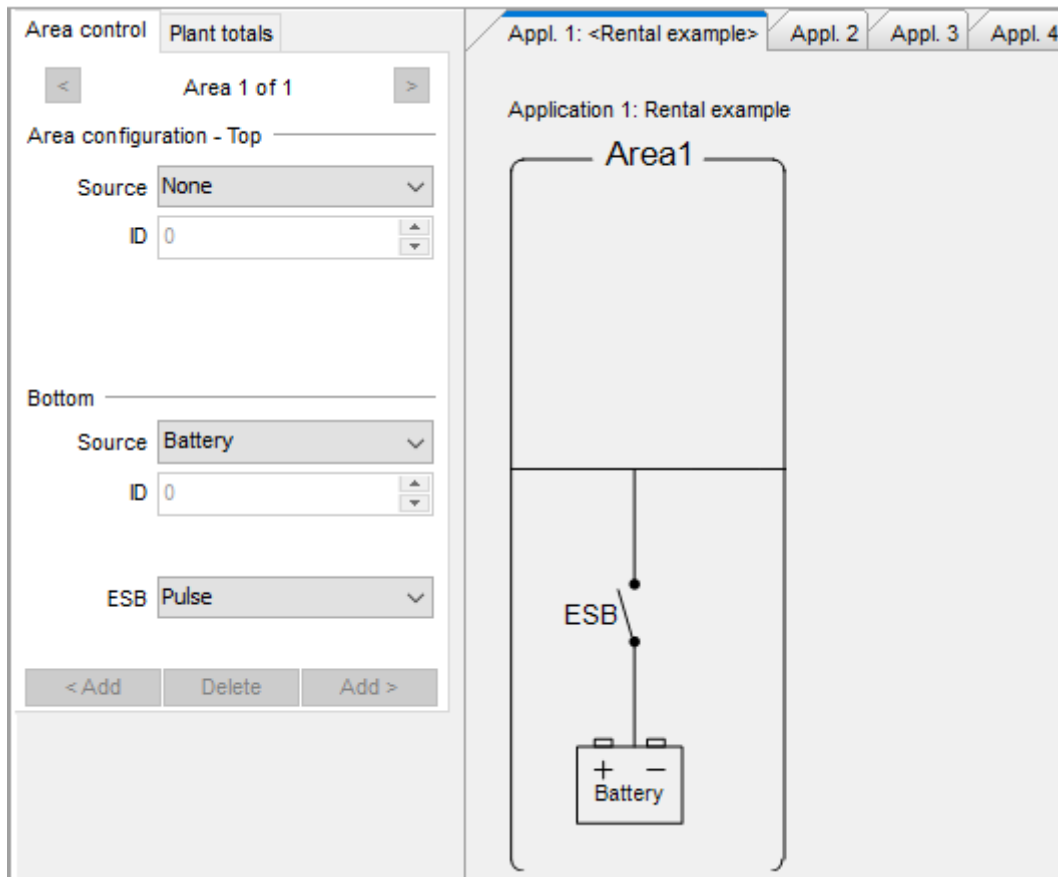 Area control Plant totals
< Area 1 of 1 >
Area configuration - Top
Source None
ID 0
Bottom
Source Battery
ID 0
ESB Pulse
< Add Delete Add >
Appl. 1: <Rental example> Appl. 2 Appl. 3 Appl. 4
Application 1: Rental example
Area1
ESB
+ −
Battery